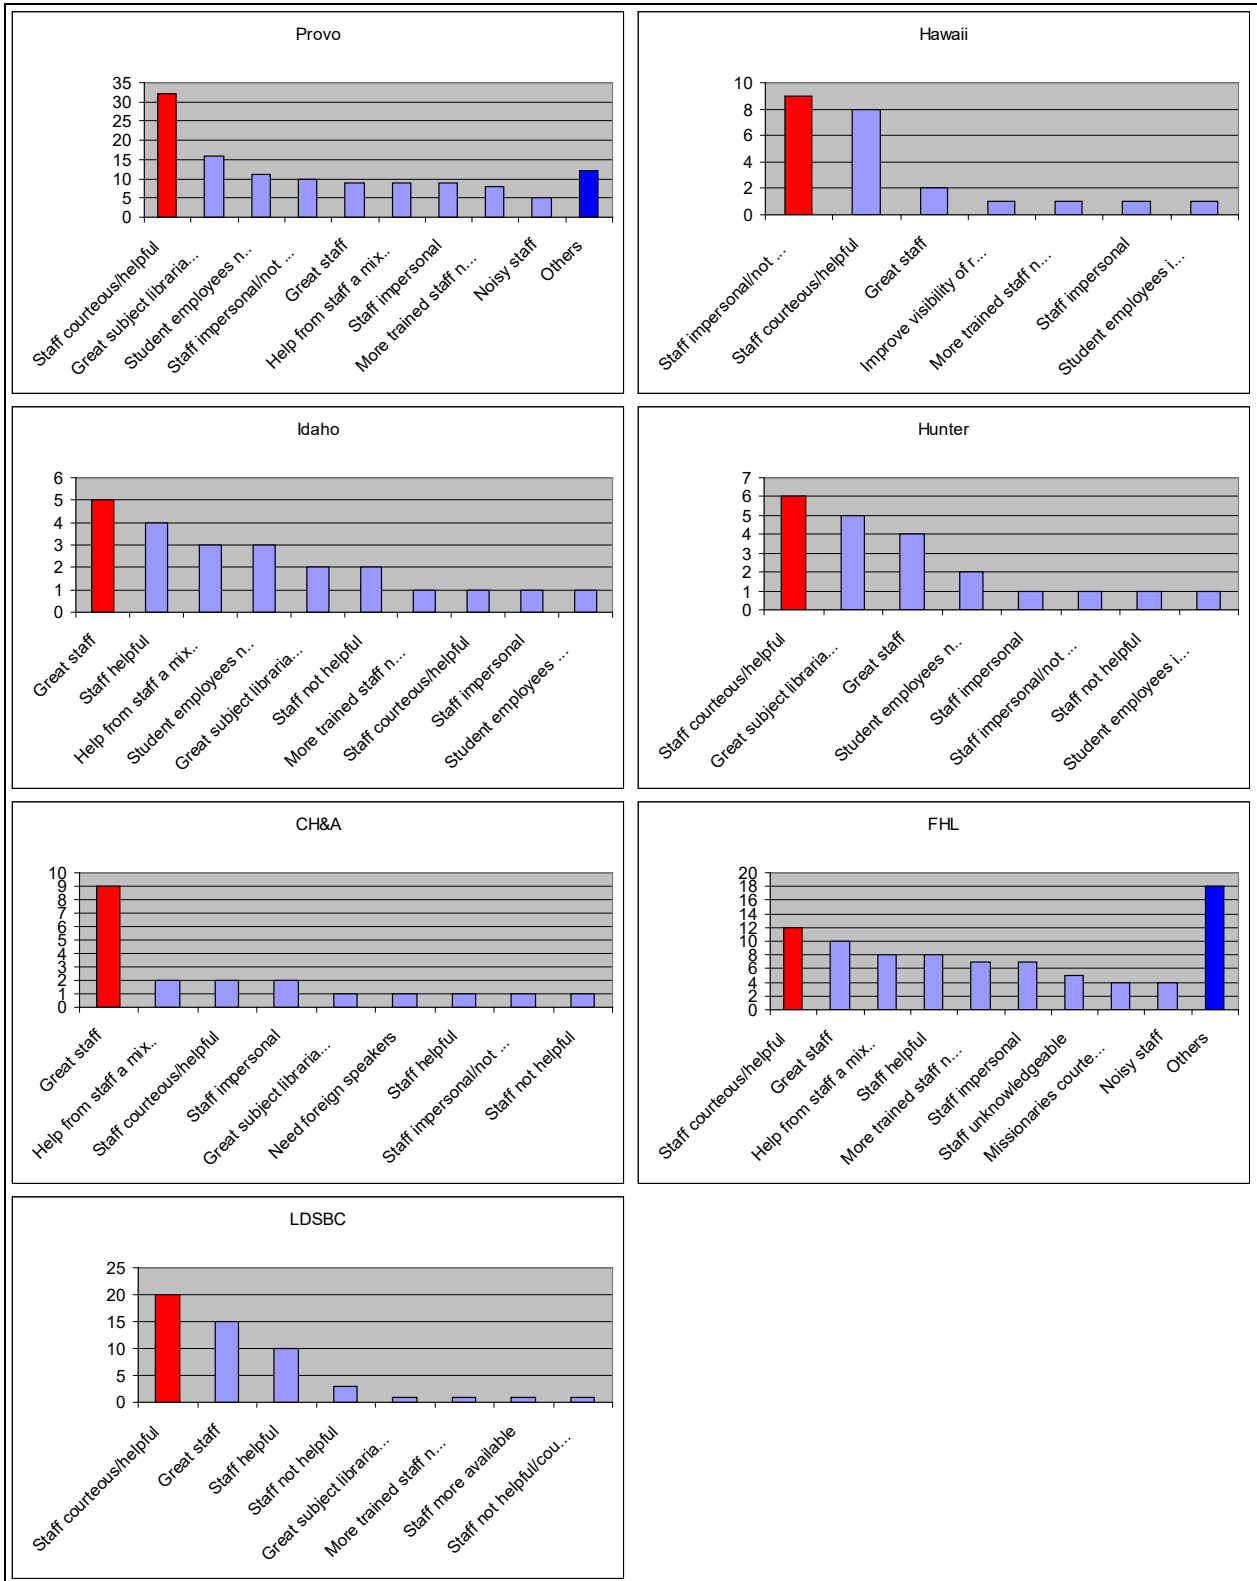 Provo
35
30
25
20
15
10
5
0
Staff courteous/helpful
Great subject libraria...
Student employees n..
Staff impersonal/not ...
Great staff
Help from staff a mix..
Staff impersonal
More trained staff n...
Noisy staff
Others
Hawaii
10
8
6
4
2
0
Staff impersonal/not ...
Staff courteous/helpful
Great staff
Improve visibility of r...
More trained staff n...
Staff impersonal
Student employees i...
Idaho
6
5
4
3
2
1
0
Great staff
Staff helpful
Help from staff a mix..
Student employees n..
Great subject libraria...
Staff not helpful
More trained staff n...
Staff courteous/helpful
Staff impersonal
Student employees ...
Hunter
7
6
5
4
3
2
1
0
Staff courteous/helpful
Great subject libraria...
Great staff
Student employees n..
Staff impersonal
Staff impersonal/not ...
Staff not helpful
Student employees i...
CH&A
10
9
8
7
6
5
4
3
2
1
0
Great staff
Help from staff a mix..
Staff courteous/helpful
Staff impersonal
Great subject libraria...
Need foreign speakers
Staff helpful
Staff impersonal/not ...
Staff not helpful
FHL
20
18
16
14
12
10
8
6
4
2
0
Staff courteous/helpful
Great staff
Help from staff a mix..
Staff helpful
More trained staff n...
Staff impersonal
Staff unknowledgeable
Missionaries courte...
Noisy staff
Others
LDSBC
25
20
15
10
5
0
Staff courteous/helpful
Great staff
Staff helpful
Staff not helpful
Great subject libraria...
More trained staff n...
Staff more available
Staff not helpful/cou...